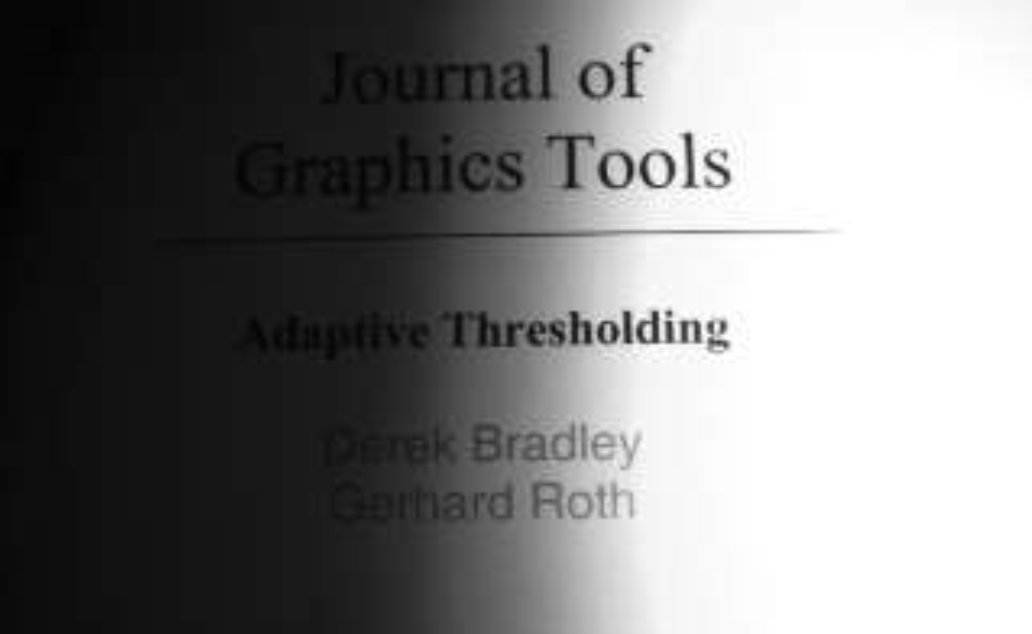 Journal of
Graphics Tools
Adaptive Thresholding
Derek Bradley
Gerhard Roth